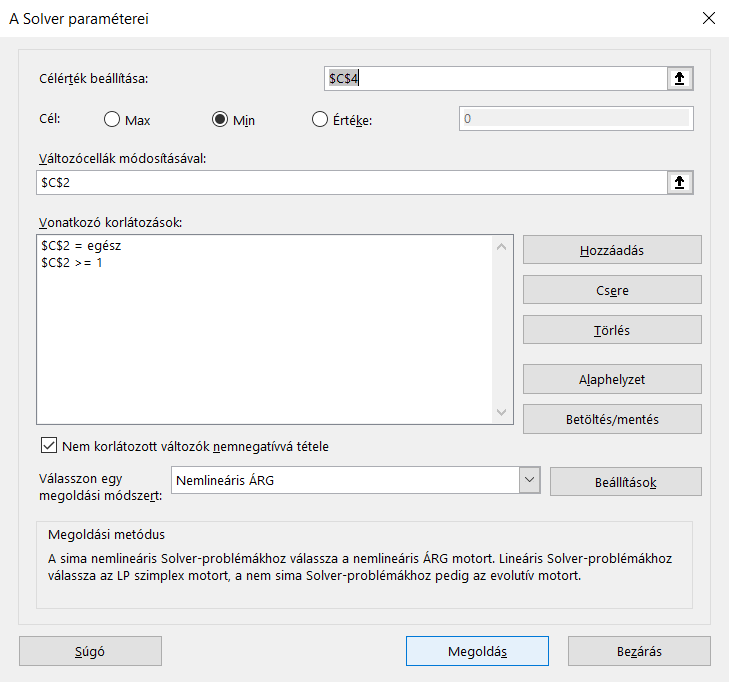 A Solver paraméterei
Célérték beállítása:
$C$4
Cél:
Max
Min
Értéke:
0
Változócellák módosításával:
$C$2
Vonatkozó korlátozások:
$C$2 = egész
$C$2 >= 1
Hozzáadás
Csere
Törlés
Alaphelyzet
Betöltés/mentés
Nem korlátozott változók nemnegatívvá tétele
Válasszon egy
megoldási módszert:
Nemlineáris ÁRG
Beállítások
Megoldási metódus
A sima nemlineáris Solver-problémákhoz válassza a nemlineáris ÁRG motort. Lineáris Solver-problémákhoz
válassza az LP szimplex motort, a nem sima Solver-problémákhoz pedig az evolutív motort.
Súgó
Megoldás
Bezárás